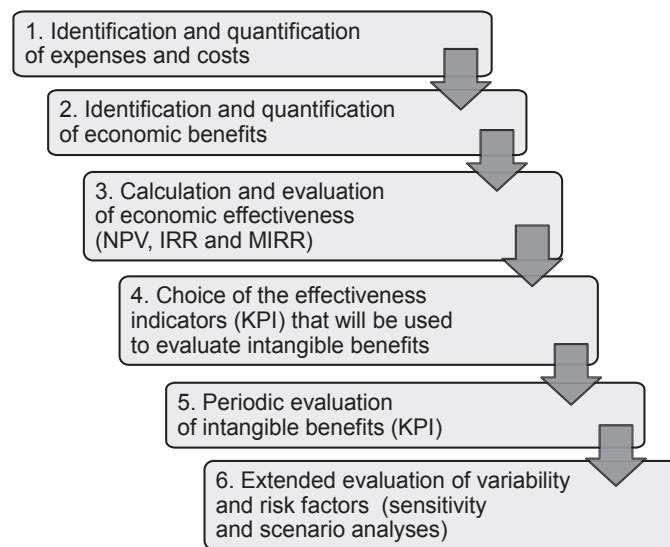 1. Identification and quantification
of expenses and costs
2. Identification and quantification
of economic benefits
3. Calculation and evaluation
of economic effectiveness
(NPV, IRR and MIRR)
4. Choice of the effectiveness
indicators (KPI) that will be used
to evaluate intangible benefits
5. Periodic evaluation
of intangible benefits (KPI)
6. Extended evaluation of variability
and risk factors (sensitivity
and scenario analyses)